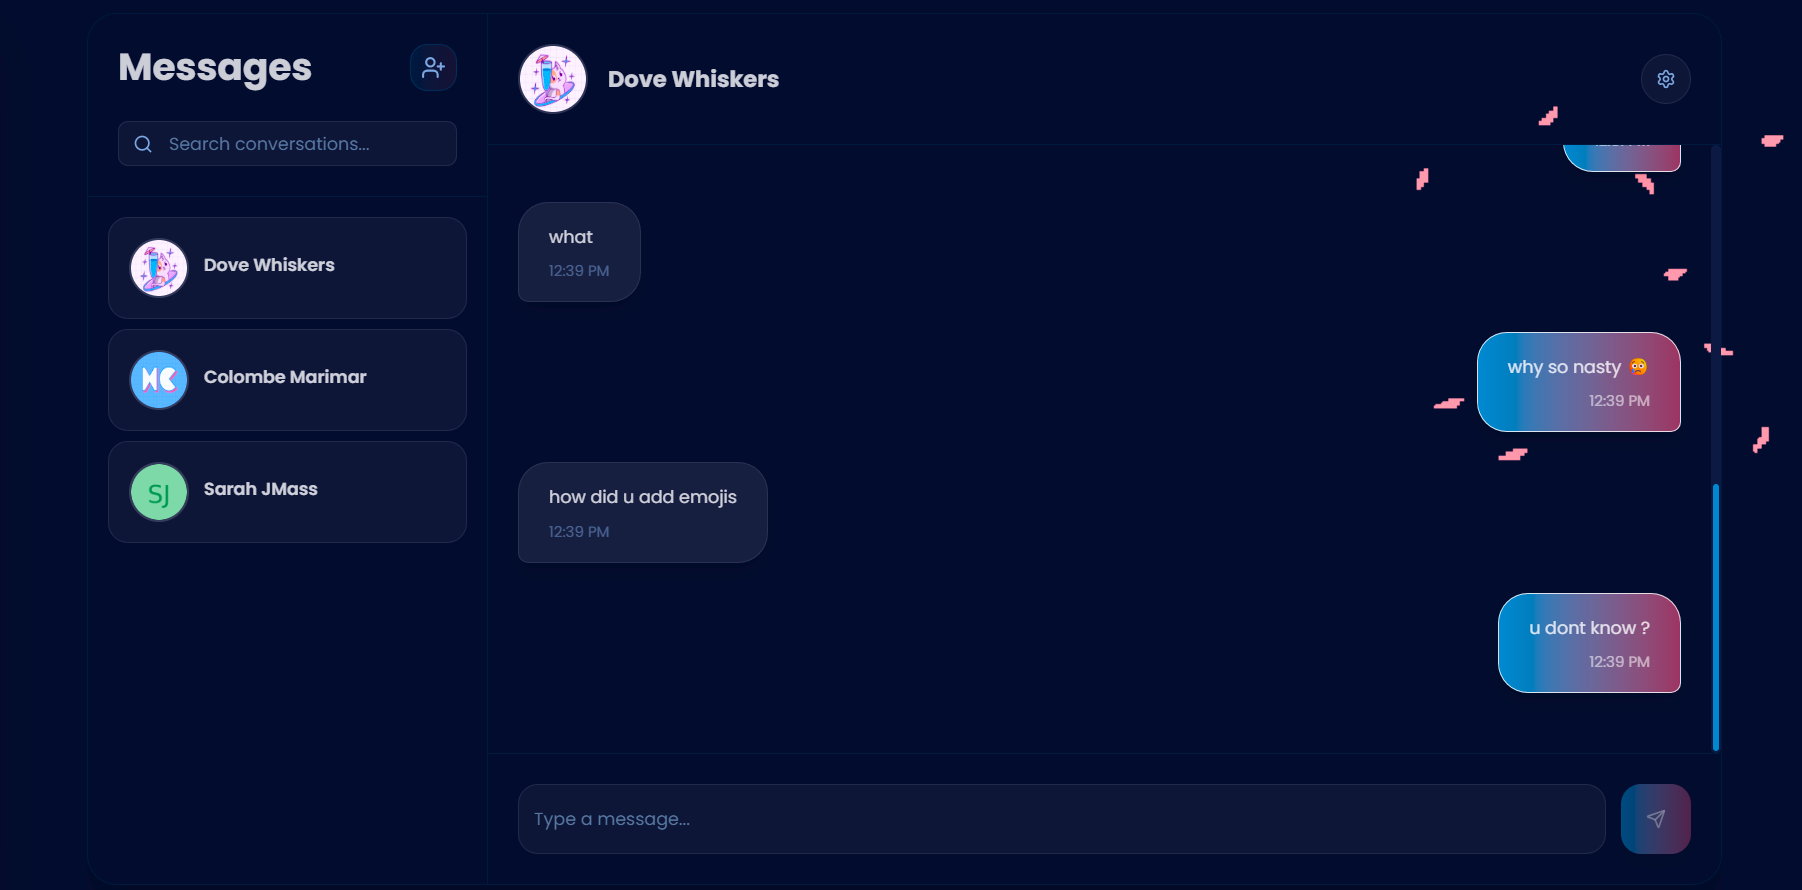 Messages
Search conversations...
Dove Whiskers
Colombe Marimar
SJ
Sarah JMass
Dove Whiskers
what
12:39 PM
why so nasty 🥵
12:39 PM
how did u add emojis
12:39 PM
u dont know ?
12:39 PM
Type a message...